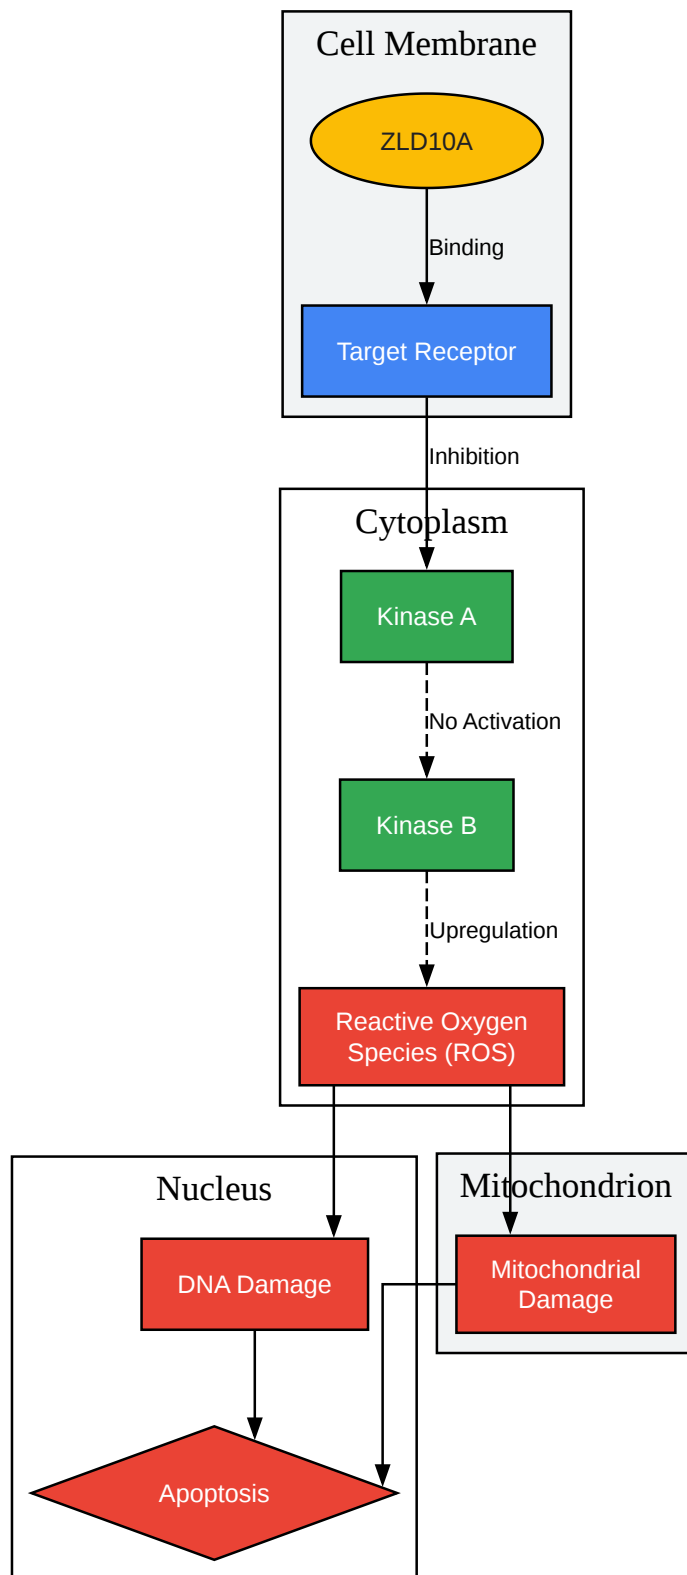 Cell Membrane
ZLD10A
Binding
Target Receptor
Inhibition
Cytoplasm
Kinase A
No Activation
Kinase B
Upregulation
Reactive Oxygen
Species (ROS)
Nucleus
Mitochondrion
DNA Damage
Mitochondrial
Damage
Apoptosis